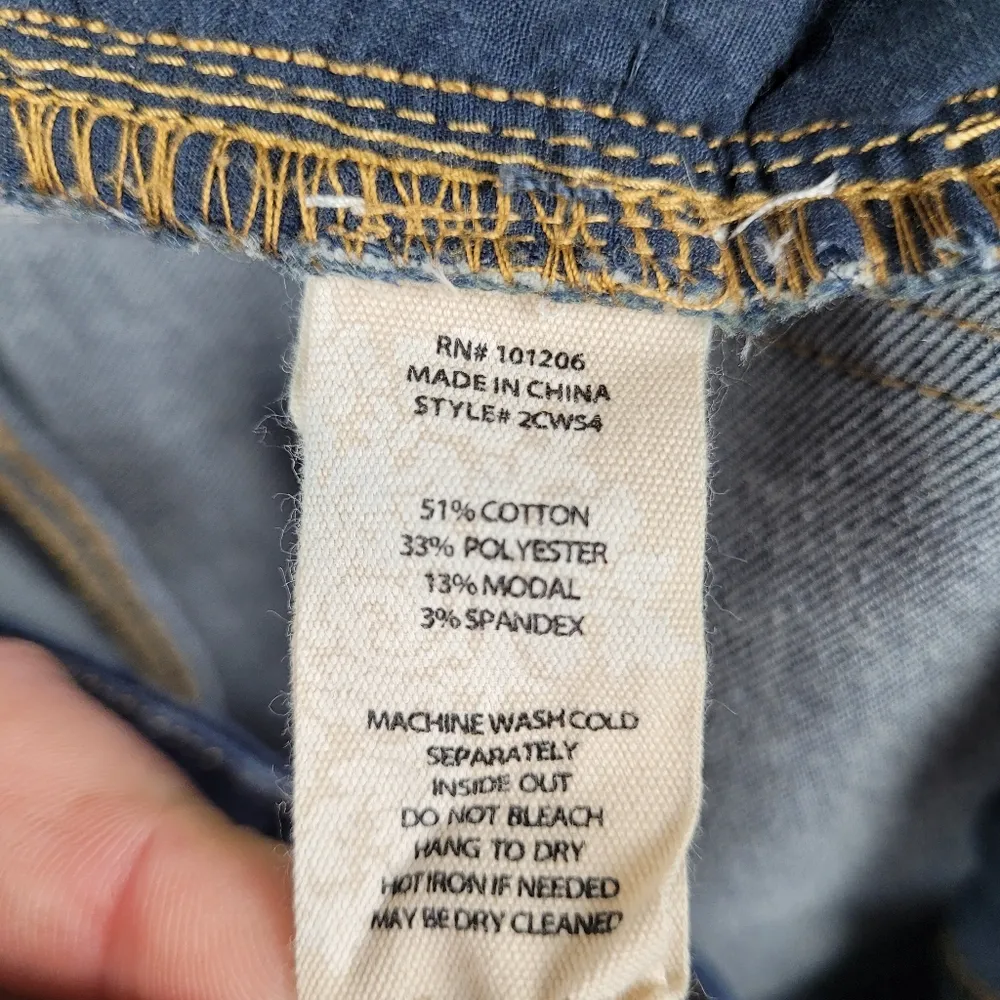 RN# 101206
MADE IN CHINA
STYLE# 2CWS4
51% COTTON
33% POLYESTER
13% MODAL
3% SPANDEX
MACHINE WASH COLD
SEPARATELY
INSIDE OUT
DO NOT BLEACH
HANG TO DRY
HOT IRON IF NEEDED
MAY BE DRY CLEANED